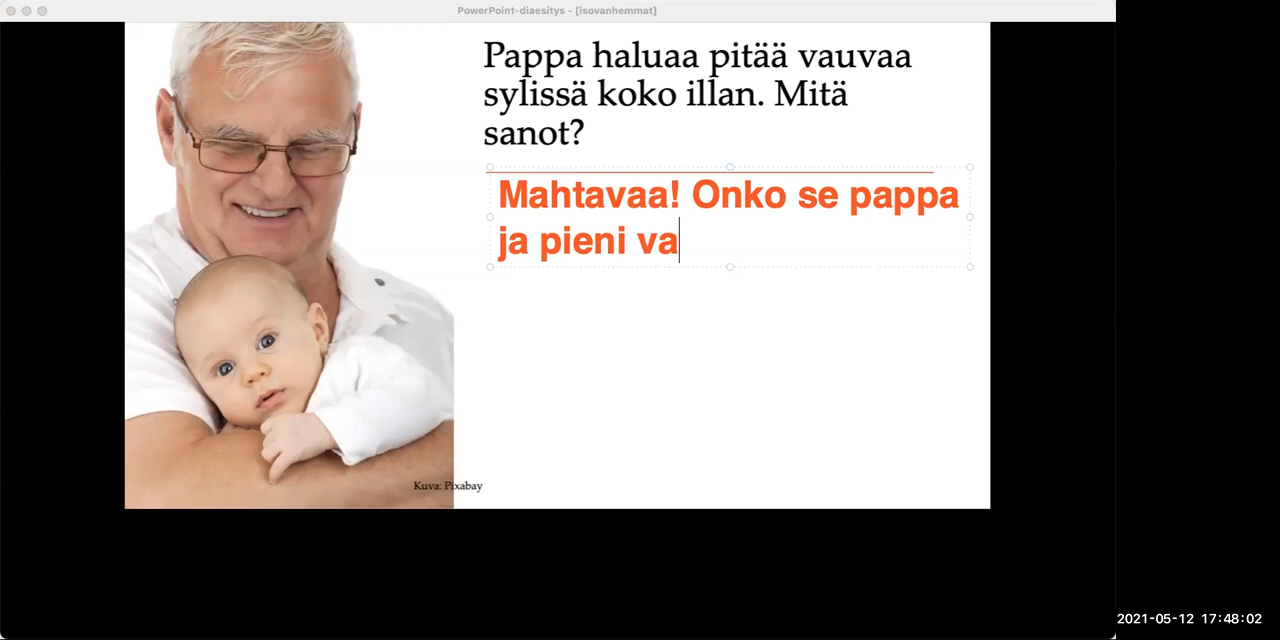 PowerPoint-diaesitys - [isovanhemmat]
Pappa haluaa pitää vauvaa
sylissä koko illan. Mitä
sanot?
Mahtavaa! Onko se pappa
ja pieni va
Kuva: Pixabay
2021-05-12 17:48:02